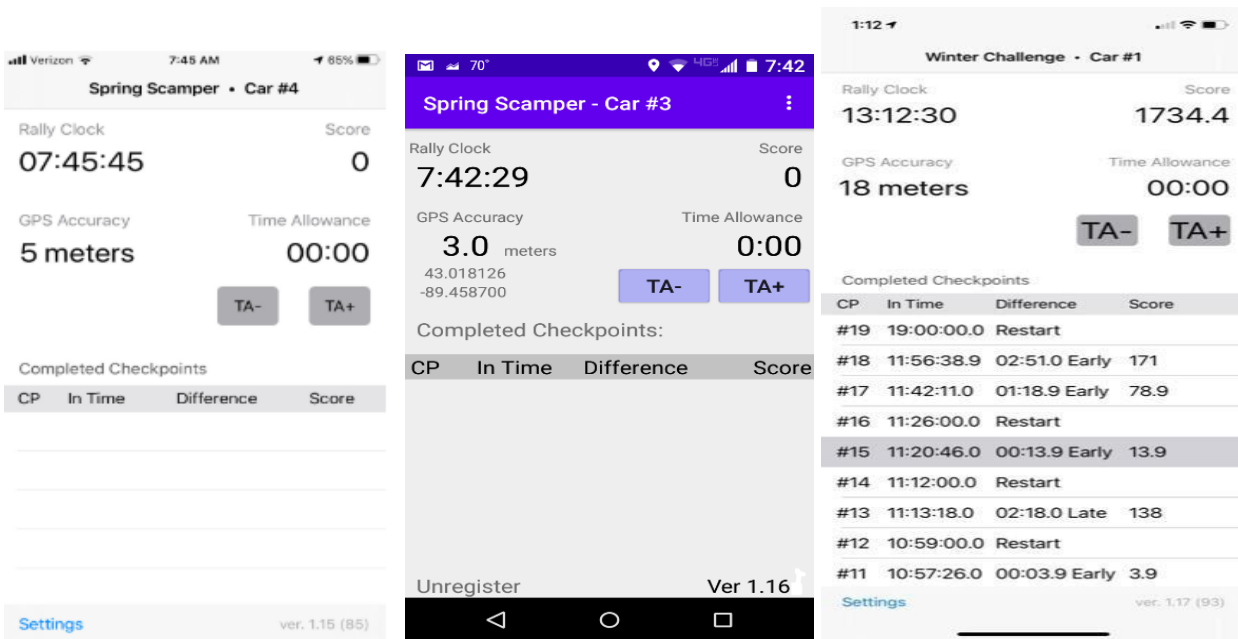 Verizon 7:45 AM 65%
Spring Scamper • Car #4
Rally Clock Score
07:45:45 0
GPS Accuracy Time Allowance
5 meters 00:00
TA- TA+
Completed Checkpoints
CP In Time Difference Score
Settings ver. 1.15 (85)
70° 4G 7:42
Spring Scamper - Car #3
Rally Clock Score
7:42:29 0
GPS Accuracy Time Allowance
3.0 meters 0:00
43.018126
-89.458700
TA- TA+
Completed Checkpoints:
CP In Time Difference Score
Unregister Ver 1.16
1:12
Winter Challenge • Car #1
Rally Clock Score
13:12:30 1734.4
GPS Accuracy Time Allowance
18 meters 00:00
TA- TA+
Completed Checkpoints
CP In Time Difference Score
#19 19:00:00.0 Restart
#18 11:56:38.9 02:51.0 Early 171
#17 11:42:11.0 01:18.9 Early 78.9
#16 11:26:00.0 Restart
#15 11:20:46.0 00:13.9 Early 13.9
#14 11:12:00.0 Restart
#13 11:13:18.0 02:18.0 Late 138
#12 10:59:00.0 Restart
#11 10:57:26.0 00:03.9 Early 3.9
Settings ver. 1.17 (93)